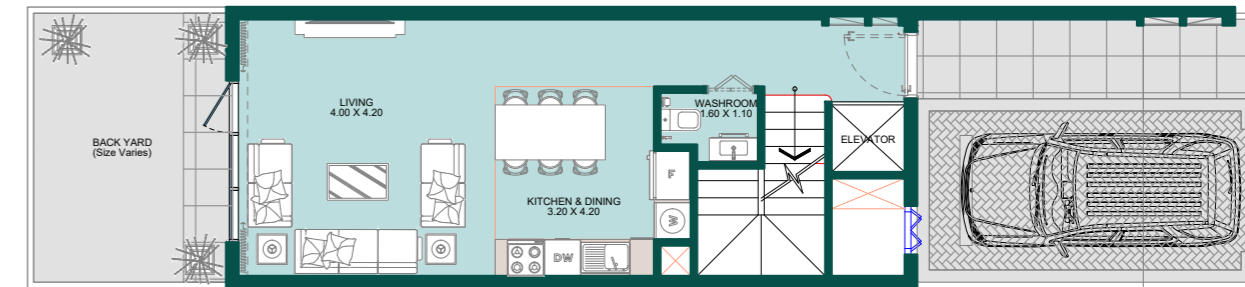 BACK YARD
(Size Varies)
LIVING
4.00 X 4.20
KITCHEN & DINING
3.20 X 4.20
DW
F
W
WASHROOM
1.60 X 1.10
ELEVATOR